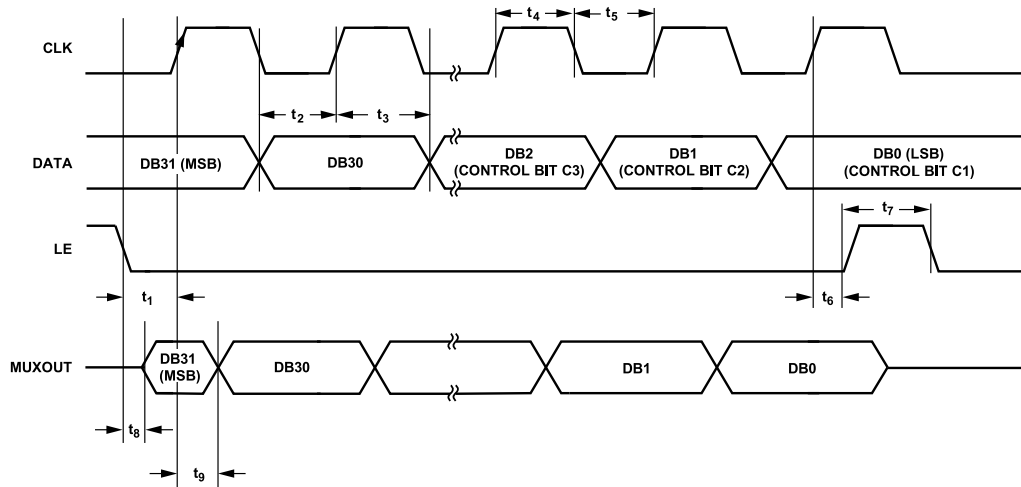 t4
t5
CLK
t2
t3
DATA
DB31 (MSB)
DB30
DB2
(CONTROL BIT C3)
DB1
(CONTROL BIT C2)
DB0 (LSB)
(CONTROL BIT C1)
t7
LE
t1
t6
MUXOUT
DB31
(MSB)
DB30
DB1
DB0
t8
t9